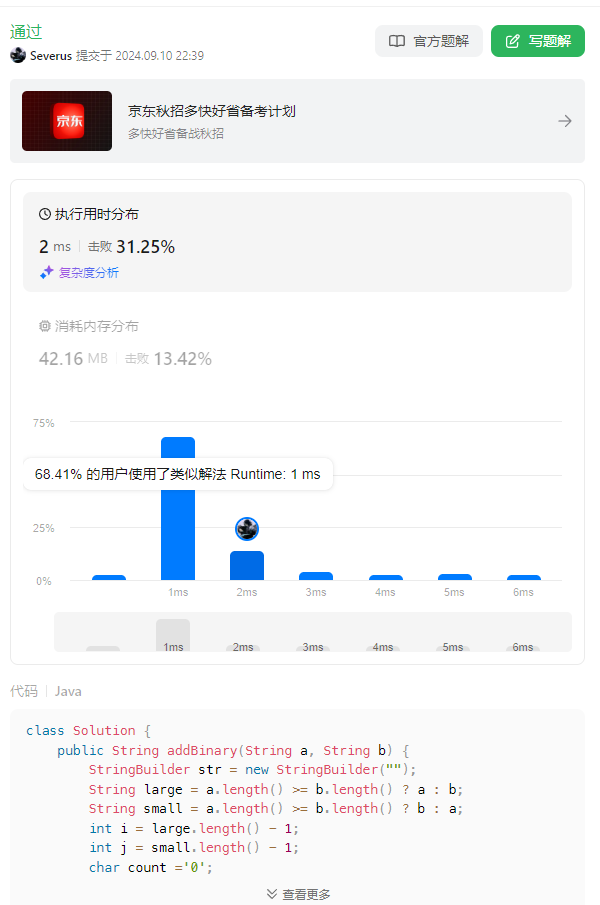 通过
官方题解
写题解
Severus 提交于 2024.09.10 22:39
京东
京东秋招多快好省备考计划
多快好省备战秋招
执行用时分布
2 ms 击败 31.25%
复杂度分析
消耗内存分布
42.16 MB 击败 13.42%
75%
68.41% 的用户使用了类似解法 Runtime: 1 ms
25%
0%
1ms 2ms 3ms 4ms 5ms 6ms
1ms 2ms 3ms 4ms 5ms 6ms
代码 Java
class Solution {
    public String addBinary(String a, String b) {
        StringBuilder str = new StringBuilder("");
        String large = a.length() >= b.length() ? a : b;
        String small = a.length() >= b.length() ? b : a;
        int i = large.length() - 1;
        int j = small.length() - 1;
        char count ='0';
查看更多